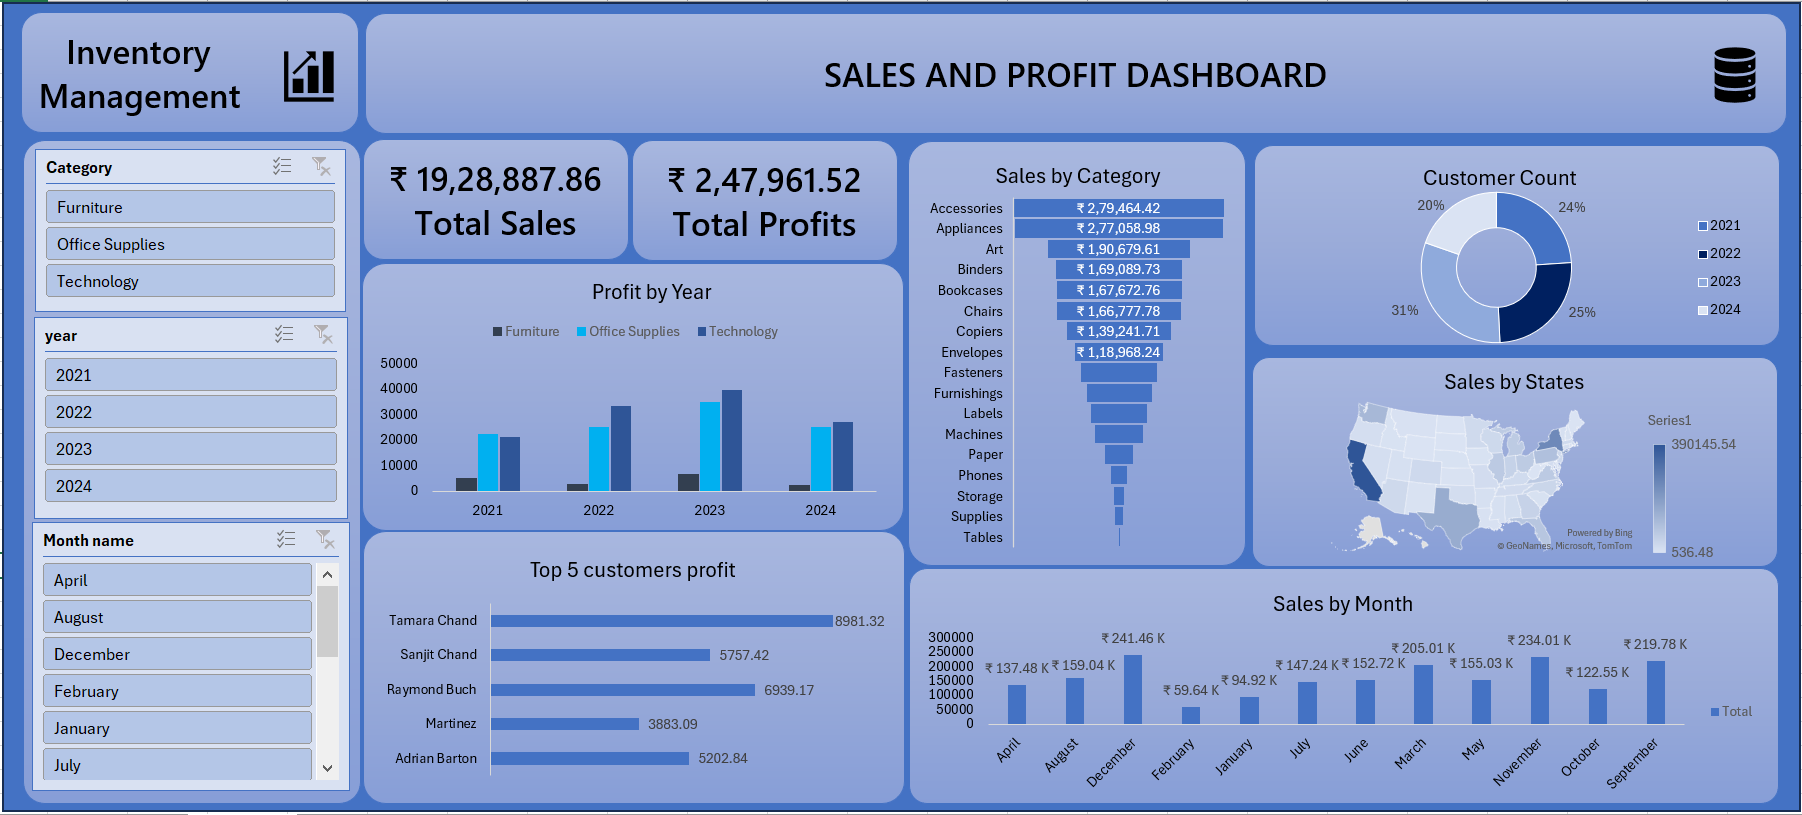 Inventory
Management
SALES AND PROFIT DASHBOARD
Category
Furniture
Office Supplies
Technology
year
2021
2022
2023
2024
Month name
April
August
December
February
January
July
₹ 19,28,887.86
Total Sales
₹ 2,47,961.52
Total Profits
Profit by Year
Furniture Office Supplies Technology
50000
40000
30000
20000
10000
0
2021 2022 2023 2024
Top 5 customers profit
Tamara Chand 8981.32
Sanjit Chand 5757.42
Raymond Buch 6939.17
Martinez 3883.09
Adrian Barton 5202.84
Sales by Category
Accessories ₹ 2,79,464.42
Appliances ₹ 2,77,058.98
Art ₹ 1,90,679.61
Binders ₹ 1,69,089.73
Bookcases ₹ 1,67,672.76
Chairs ₹ 1,66,777.78
Copiers ₹ 1,39,241.71
Envelopes ₹ 1,18,968.24
Fasteners
Furnishings
Labels
Machines
Paper
Phones
Storage
Supplies
Tables
Customer Count
20% 24%
31% 25%
2021
2022
2023
2024
Sales by States
Series1
390145.54
536.48
Powered by Bing
© GeoNames, Microsoft, TomTom
Sales by Month
300000
250000
200000
150000
100000
50000
0
₹ 137.48 K ₹ 159.04 K ₹ 241.46 K ₹ 59.64 K ₹ 94.92 K ₹ 147.24 K ₹ 152.72 K ₹ 205.01 K ₹ 155.03 K ₹ 234.01 K ₹ 122.55 K ₹ 219.78 K
April August December February January July June March May November October September
Total